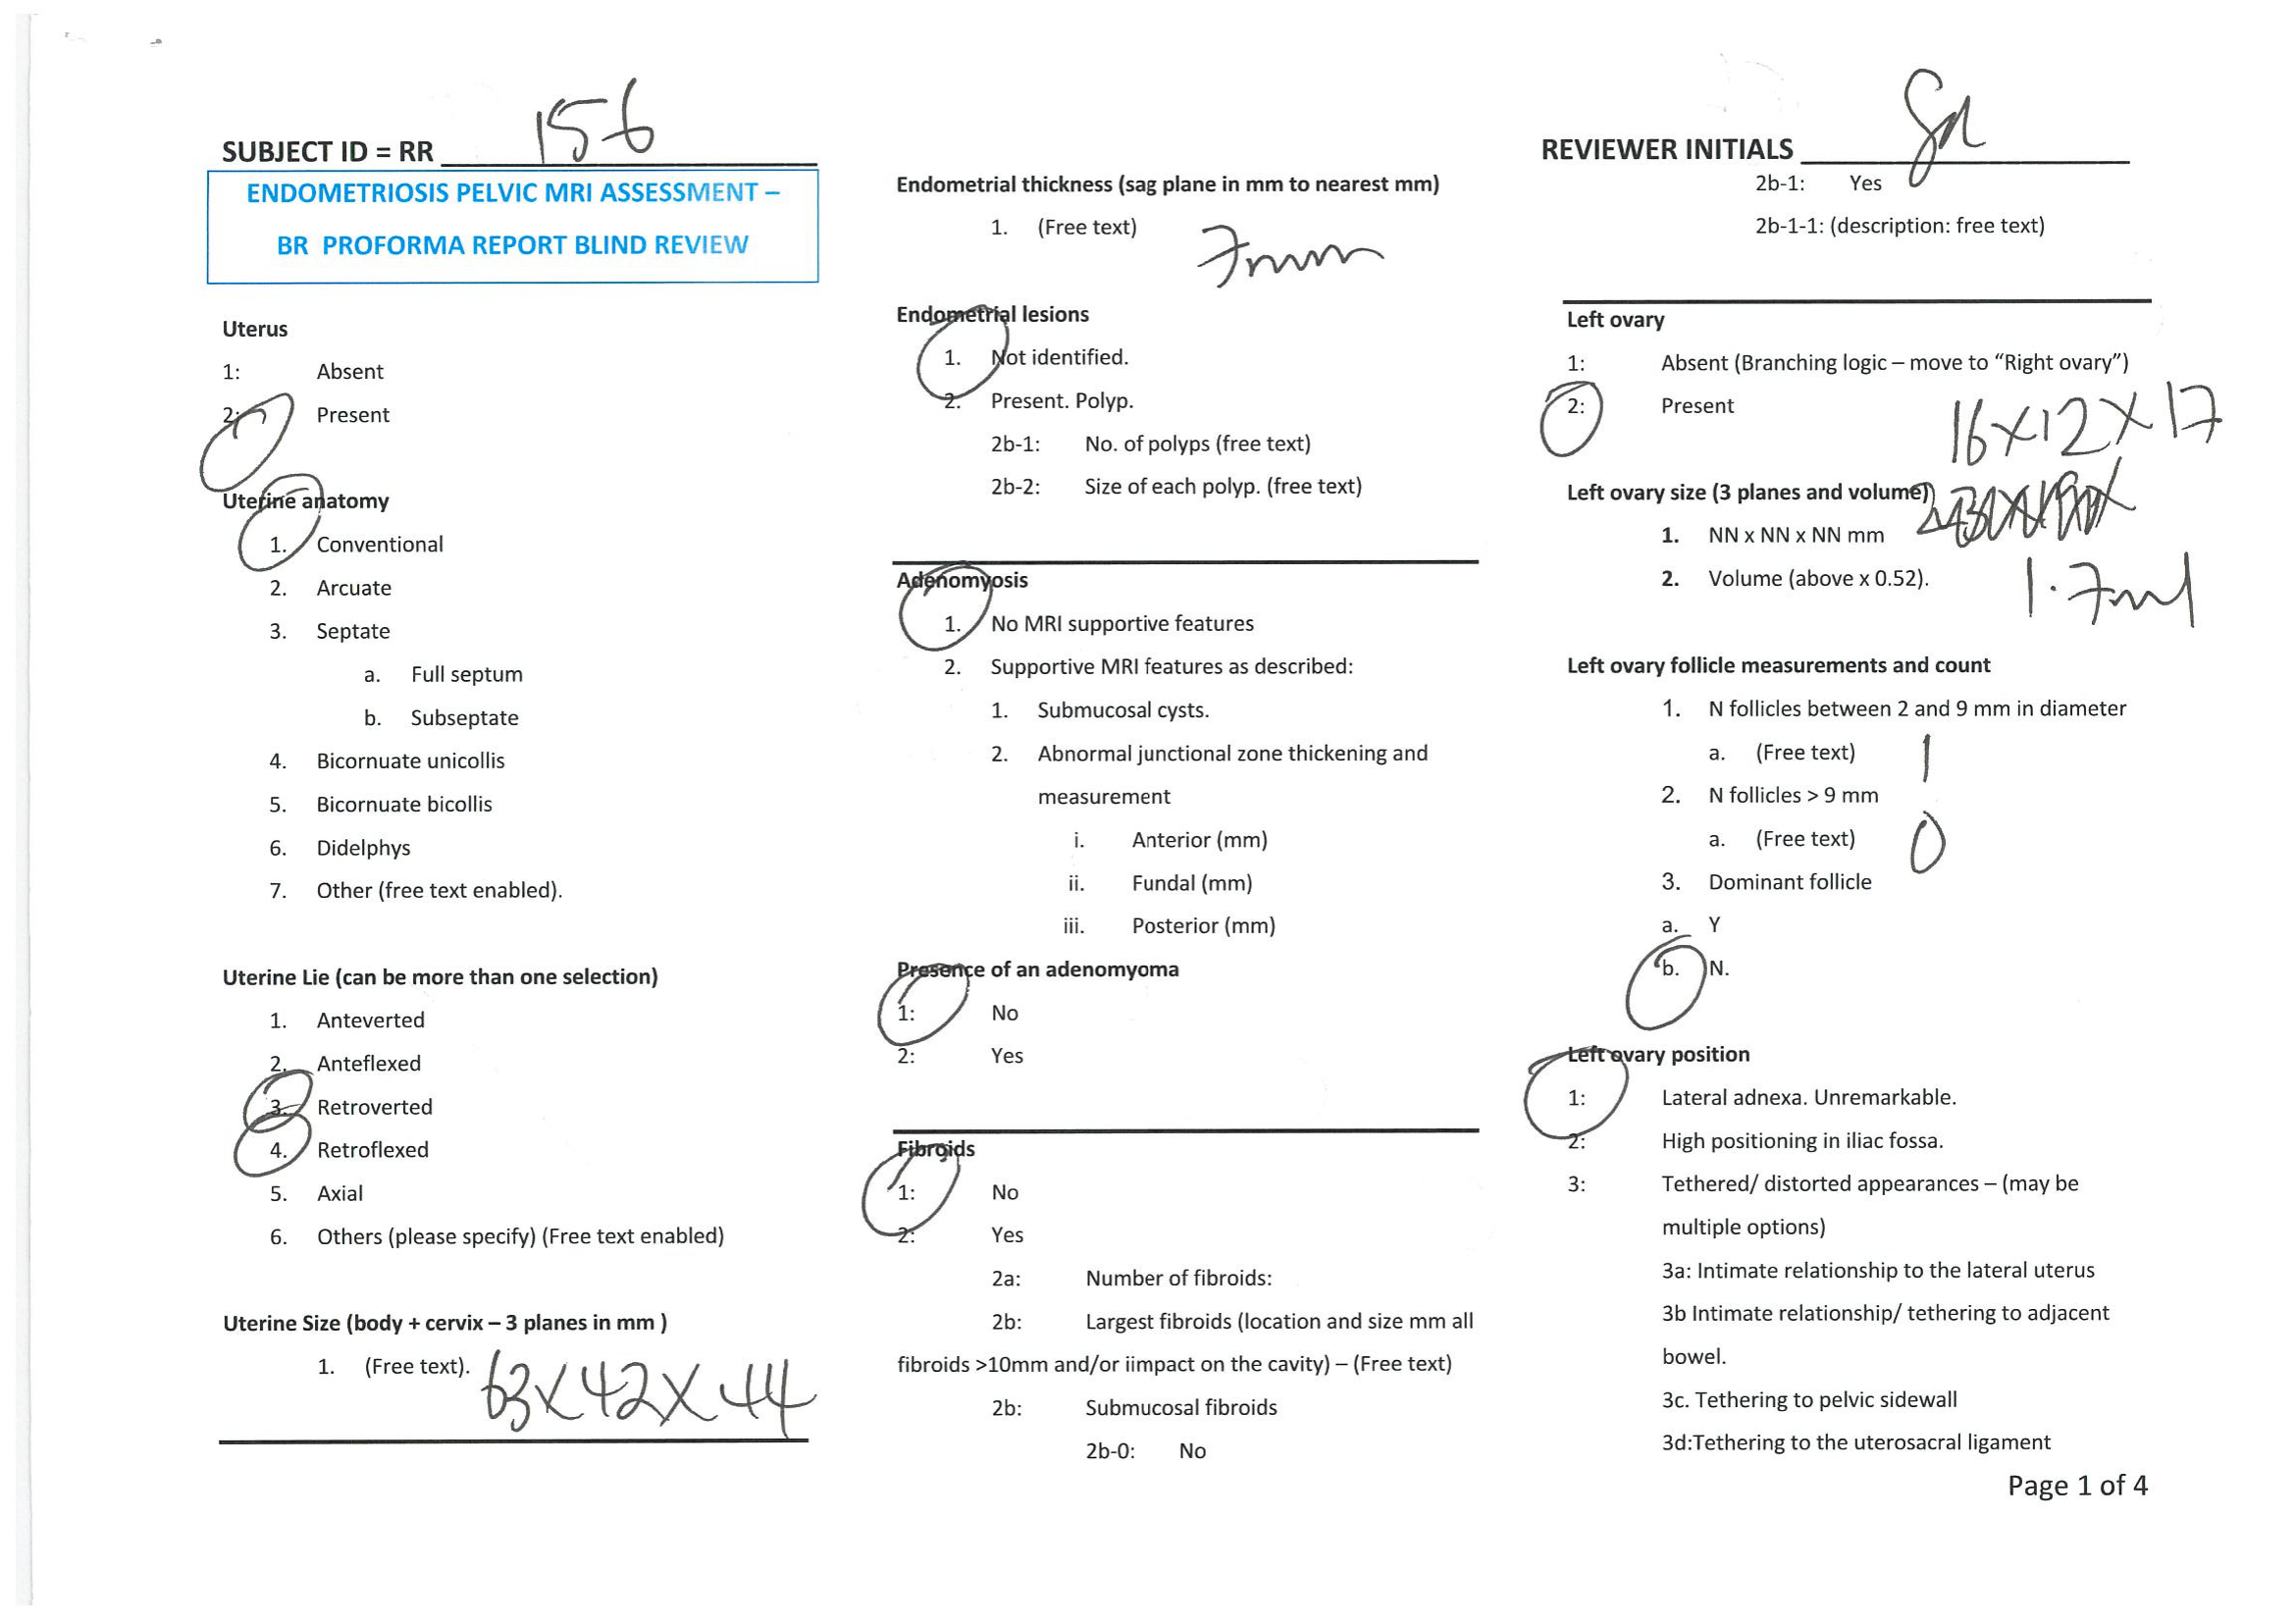 SUBJECT ID = RR 156
ENDOMETRIOSIS PELVIC MRI ASSESSMENT –
BR PROFORMA REPORT BLIND REVIEW
Uterus
1: Absent
2: Present
Uterine anatomy
1. Conventional
2. Arcuate
3. Septate
a. Full septum
b. Subseptate
4. Bicornuate unicollis
5. Bicornuate bicollis
6. Didelphys
7. Other (free text enabled).
Uterine Lie (can be more than one selection)
1. Anteverted
2. Anteflexed
3. Retroverted
4. Retroflexed
5. Axial
6. Others (please specify) (Free text enabled)
Uterine Size (body + cervix – 3 planes in mm )
1. (Free text). 63x42x44
Endometrial thickness (sag plane in mm to nearest mm)
1. (Free text) 7mm
Endometrial lesions
1. Not identified.
2. Present. Polyp.
2b-1: No. of polyps (free text)
2b-2: Size of each polyp. (free text)
Adenomyosis
1. No MRI supportive features
2. Supportive MRI features as described:
1. Submucosal cysts.
2. Abnormal junctional zone thickening and
measurement
i. Anterior (mm)
ii. Fundal (mm)
iii. Posterior (mm)
Presence of an adenomyoma
1: No
2: Yes
Fibroids
1: No
2: Yes
2a: Number of fibroids:
2b: Largest fibroids (location and size mm all
fibroids >10mm and/or iimpact on the cavity) – (Free text)
2b: Submucosal fibroids
2b-0: No
REVIEWER INITIALS
2b-1: Yes
2b-1-1: (description: free text)
Left ovary
1: Absent (Branching logic – move to “Right ovary”)
2: Present
16x12x17
Left ovary size (3 planes and volume)
1. NN x NN x NN mm
2. Volume (above x 0.52). 1.7ml
Left ovary follicle measurements and count
1. N follicles between 2 and 9 mm in diameter
a. (Free text) 1
2. N follicles > 9 mm
a. (Free text) 0
3. Dominant follicle
a. Y
b. N.
Left ovary position
1: Lateral adnexa. Unremarkable.
2: High positioning in iliac fossa.
3: Tethered/ distorted appearances – (may be
multiple options)
3a: Intimate relationship to the lateral uterus
3b Intimate relationship/ tethering to adjacent
bowel.
3c. Tethering to pelvic sidewall
3d:Tethering to the uterosacral ligament
Page 1 of 4